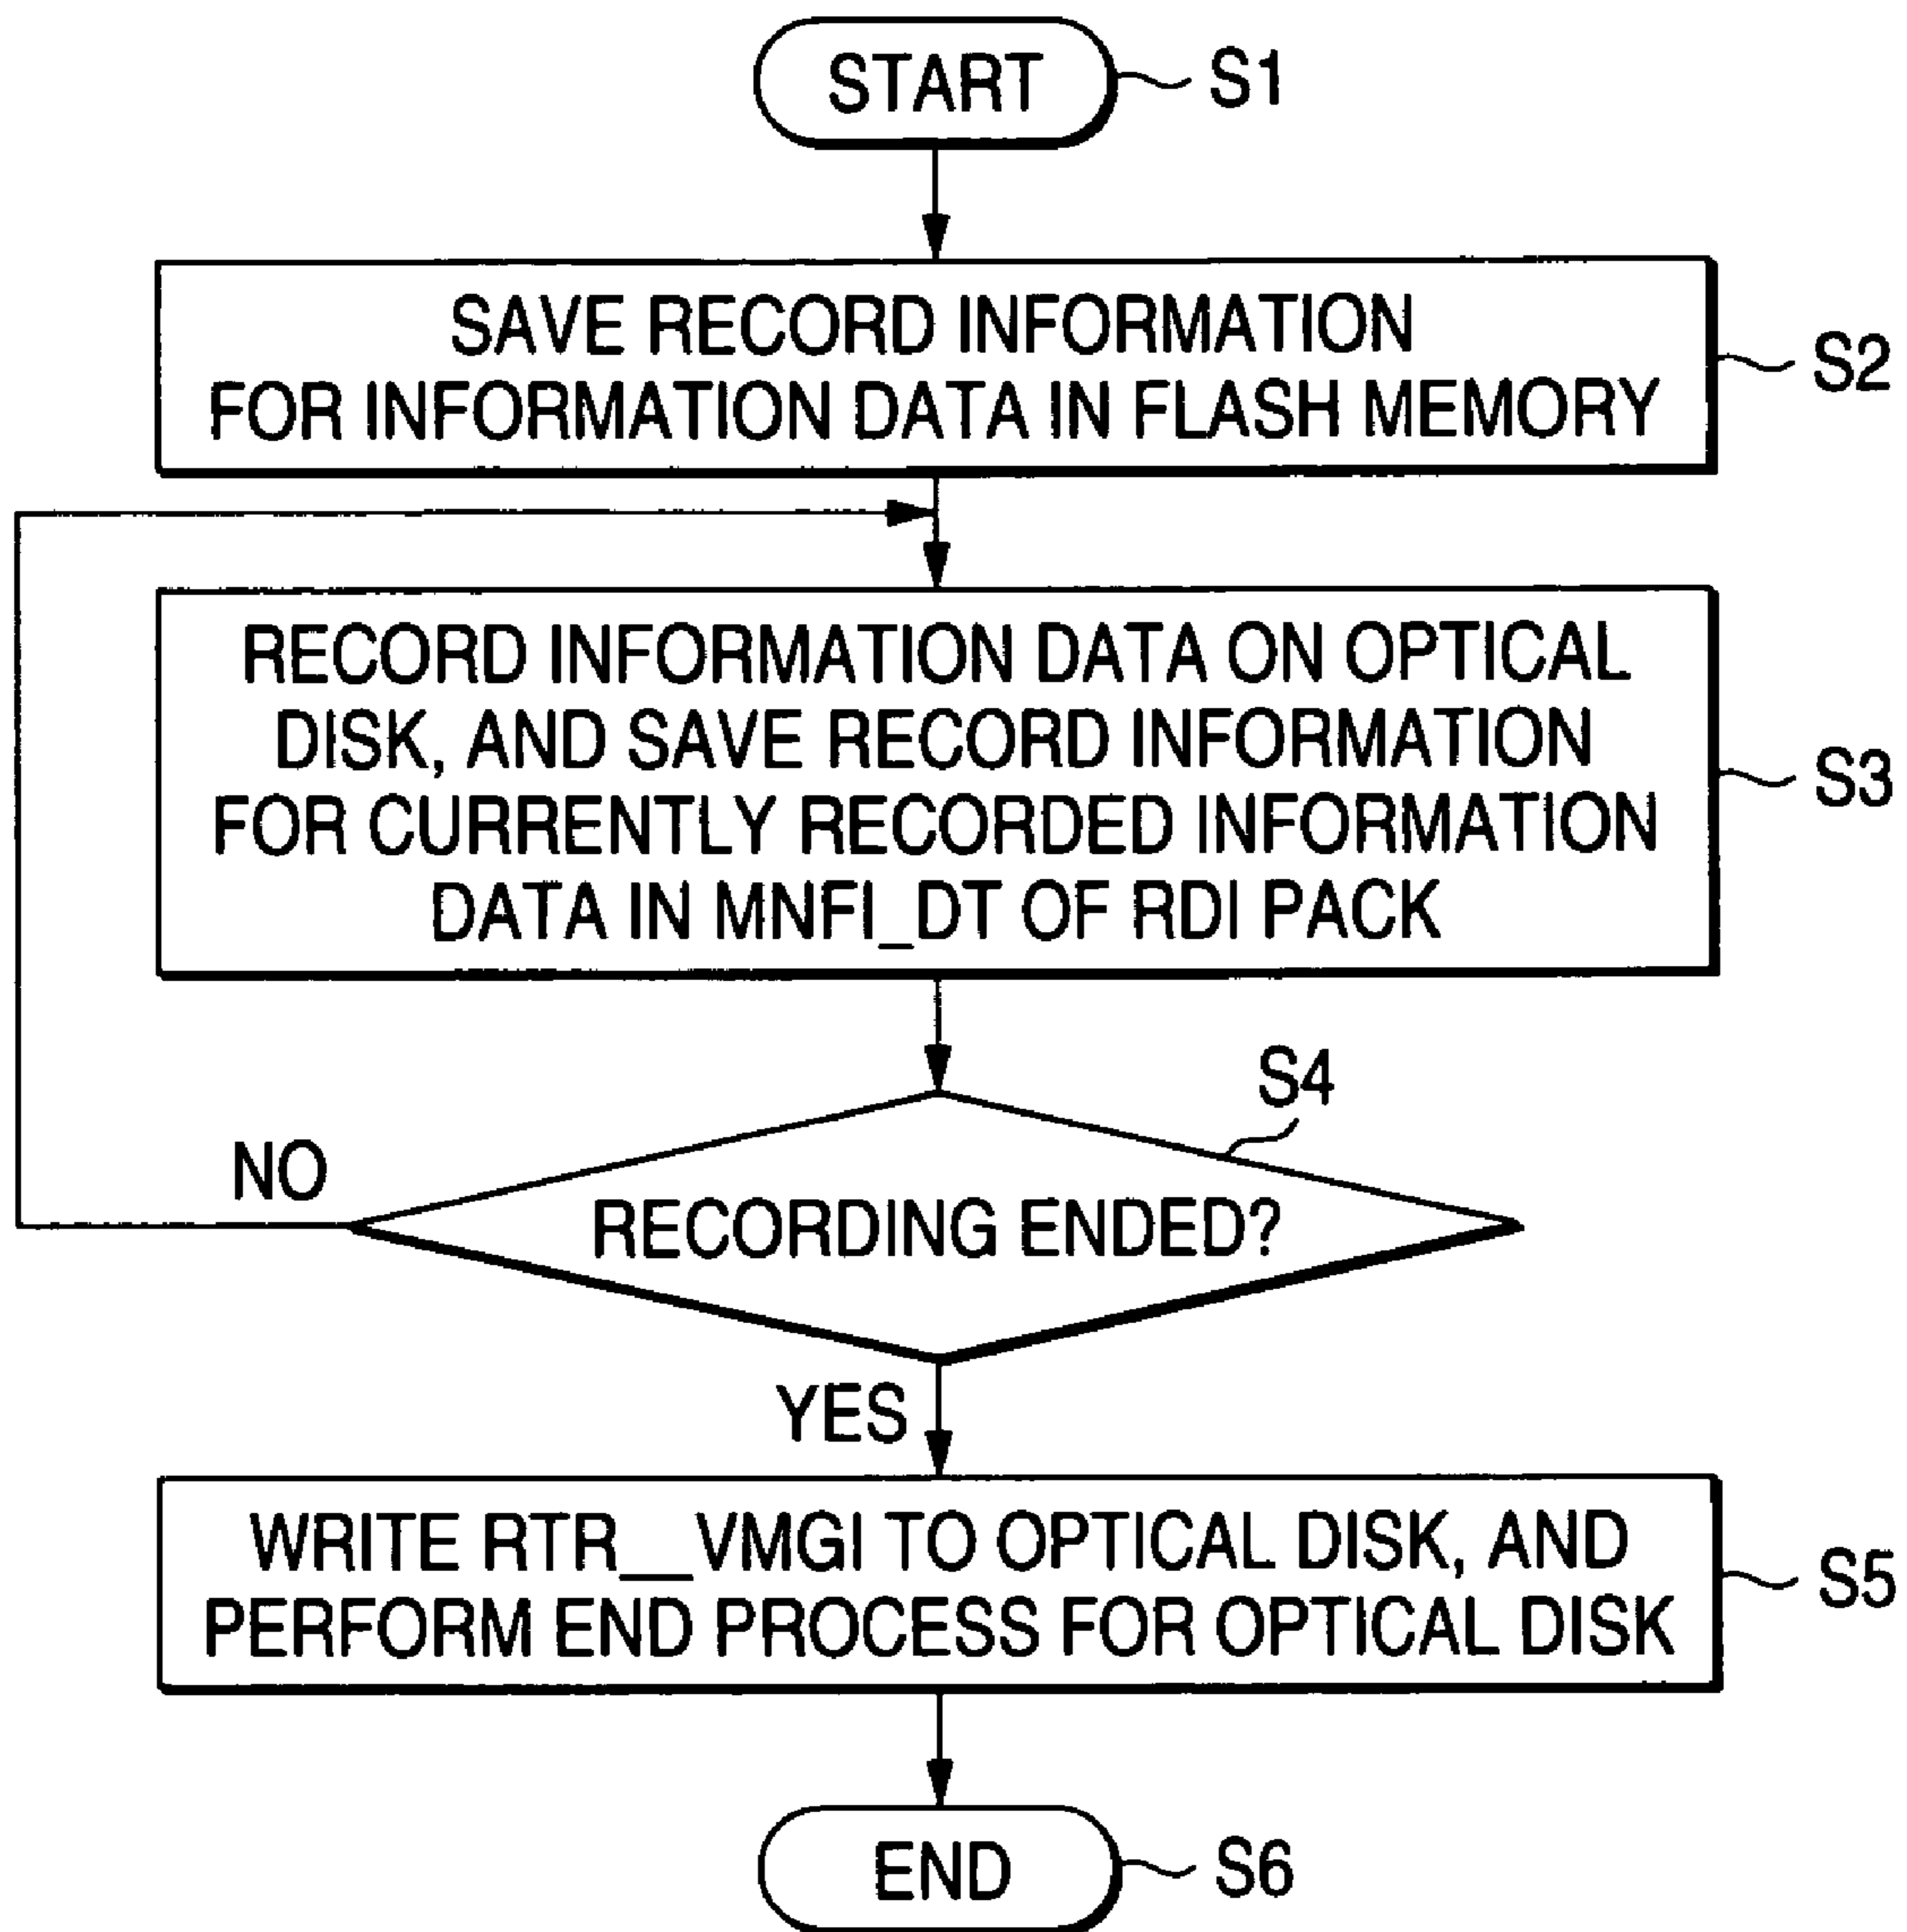 START
S1
SAVE RECORD INFORMATION
FOR INFORMATION DATA IN FLASH MEMORY
S2
RECORD INFORMATION DATA ON OPTICAL
DISK, AND SAVE RECORD INFORMATION
FOR CURRENTLY RECORDED INFORMATION
DATA IN MNFI_DT OF RDI PACK
S3
S4
NO
RECORDING ENDED?
YES
WRITE RTR__VMGI TO OPTICAL DISK, AND
PERFORM END PROCESS FOR OPTICAL DISK
S5
END
S6